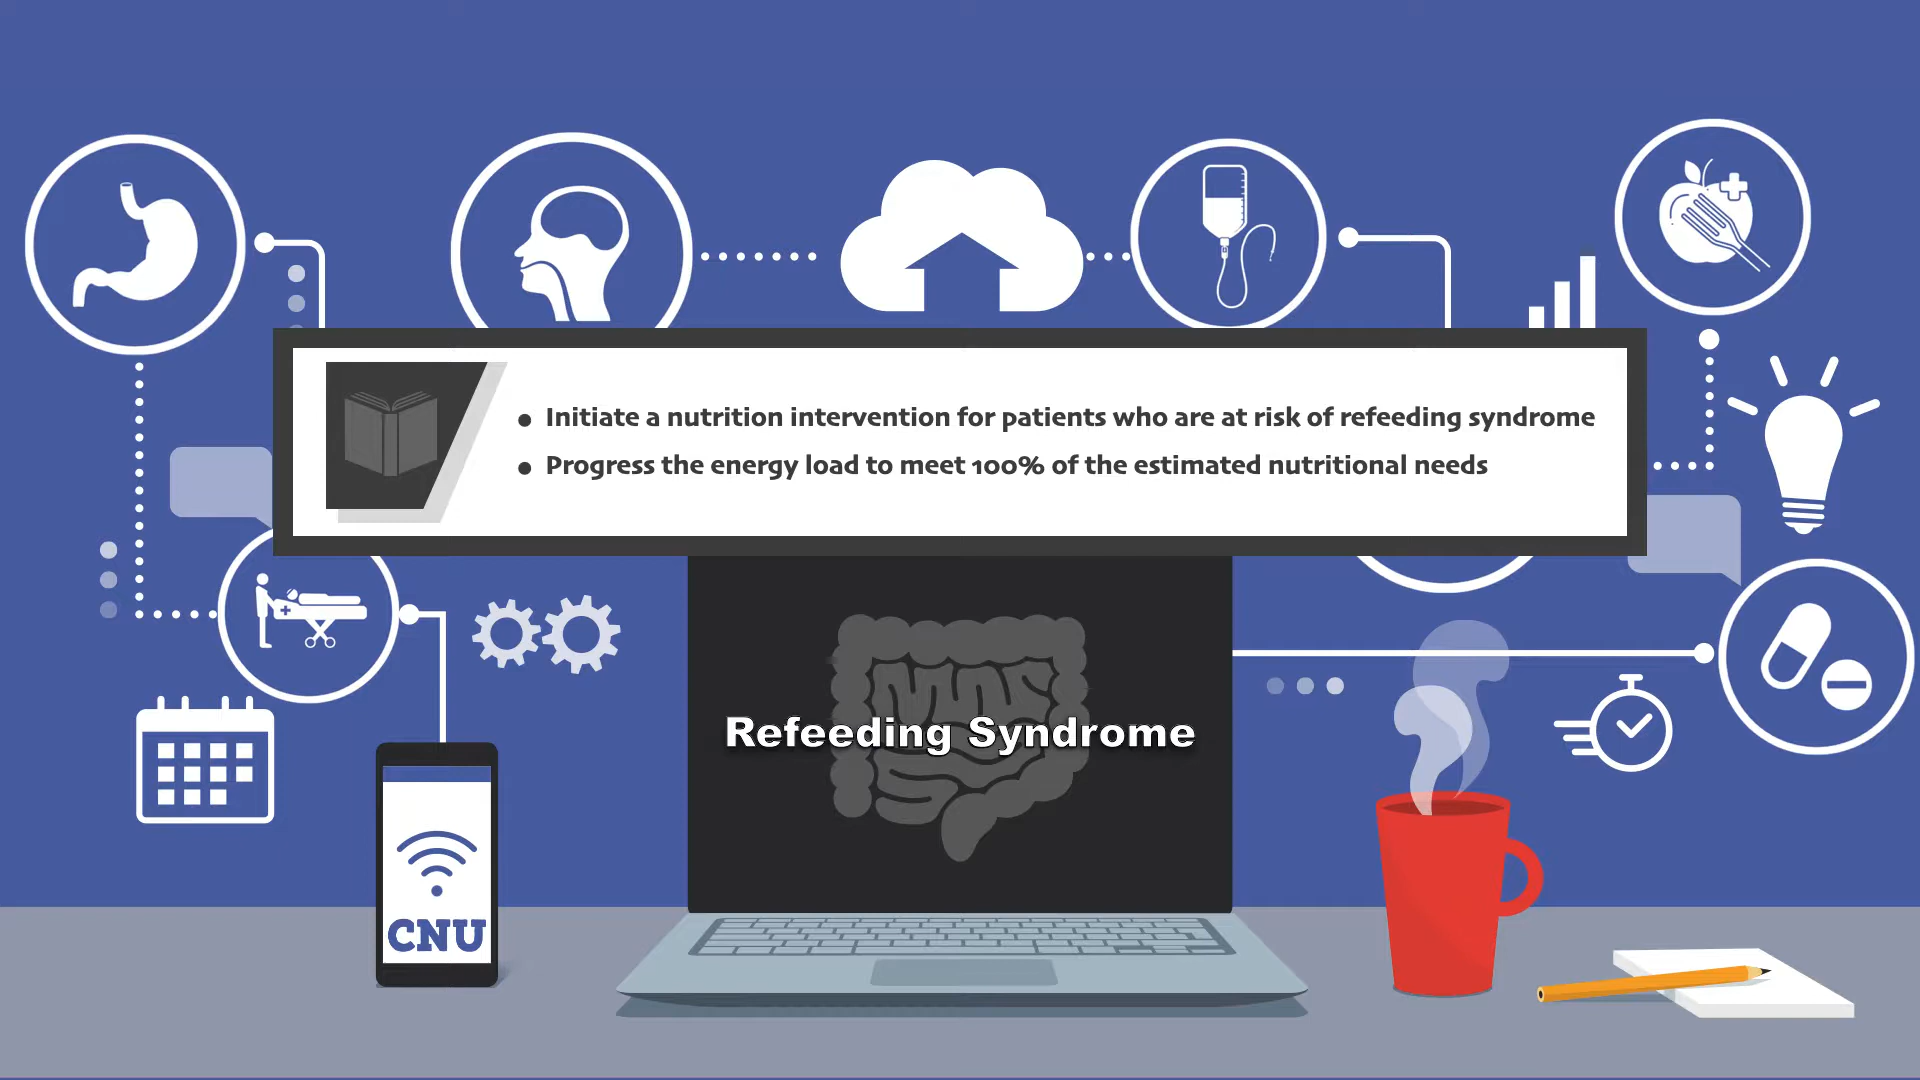 Initiate a nutrition intervention for patients who are at risk of refeeding syndrome
Progress the energy load to meet 100% of the estimated nutritional needs
Refeeding Syndrome
CNU